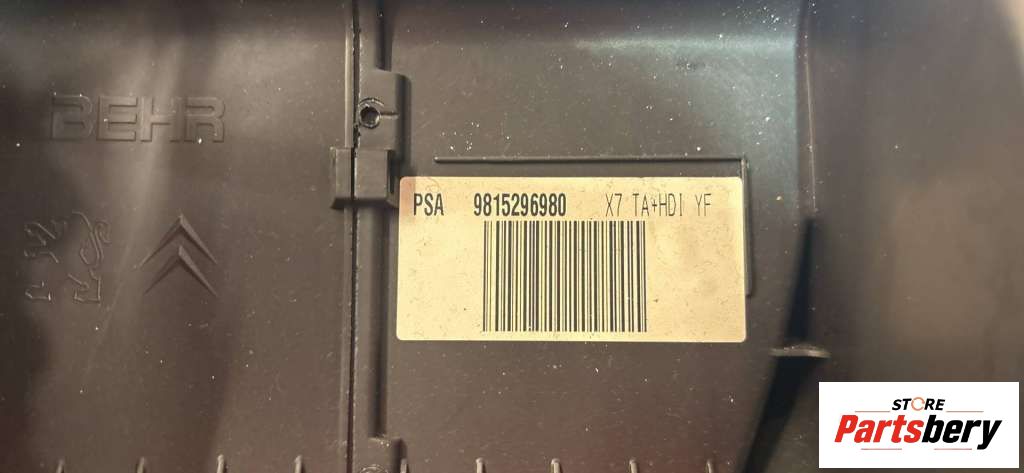 BEHR
PSA 9815296980 X7 TA+HDI YF
STORE
Partsbery